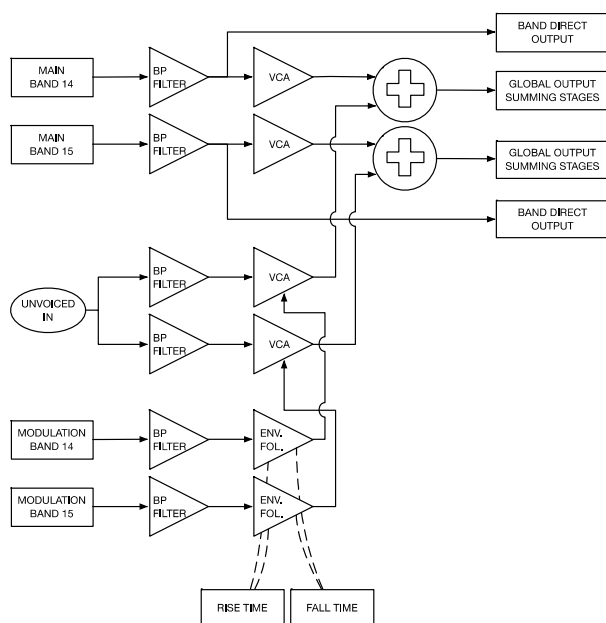 BAND DIRECT
OUTPUT
MAIN
BAND 14
BP
FILTER
VCA
GLOBAL OUTPUT
SUMMING STAGES
MAIN
BAND 15
BP
FILTER
VCA
GLOBAL OUTPUT
SUMMING STAGES
BAND DIRECT
OUTPUT
UNVOICED
IN
BP
FILTER
VCA
BP
FILTER
VCA
MODULATION
BAND 14
BP
FILTER
ENV.
FOL.
MODULATION
BAND 15
BP
FILTER
ENV.
FOL.
RISE TIME
FALL TIME